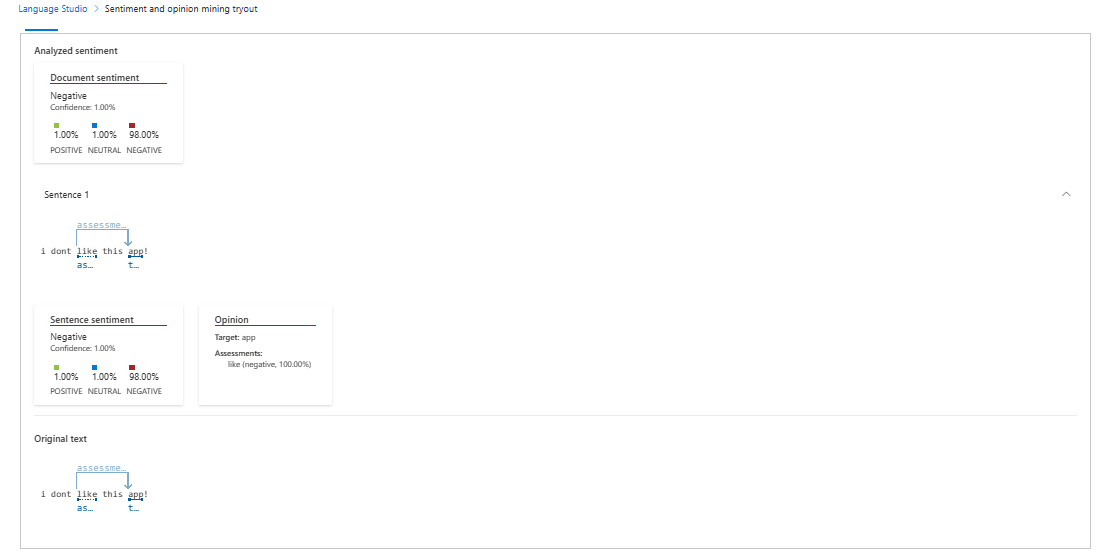 Language Studio > Sentiment and opinion mining tryout
Analyzed sentiment
Document sentiment
Negative
Confidence: 1.00%
1.00% 1.00% 98.00%
POSITIVE NEUTRAL NEGATIVE
Sentence 1
assessme...
i dont like this app!
as... t...
Sentence sentiment
Negative
Confidence: 1.00%
1.00% 1.00% 98.00%
POSITIVE NEUTRAL NEGATIVE
Opinion
Target: app
Assessments:
like (negative, 100.00%)
Original text
assessme...
i dont like this app!
as... t...